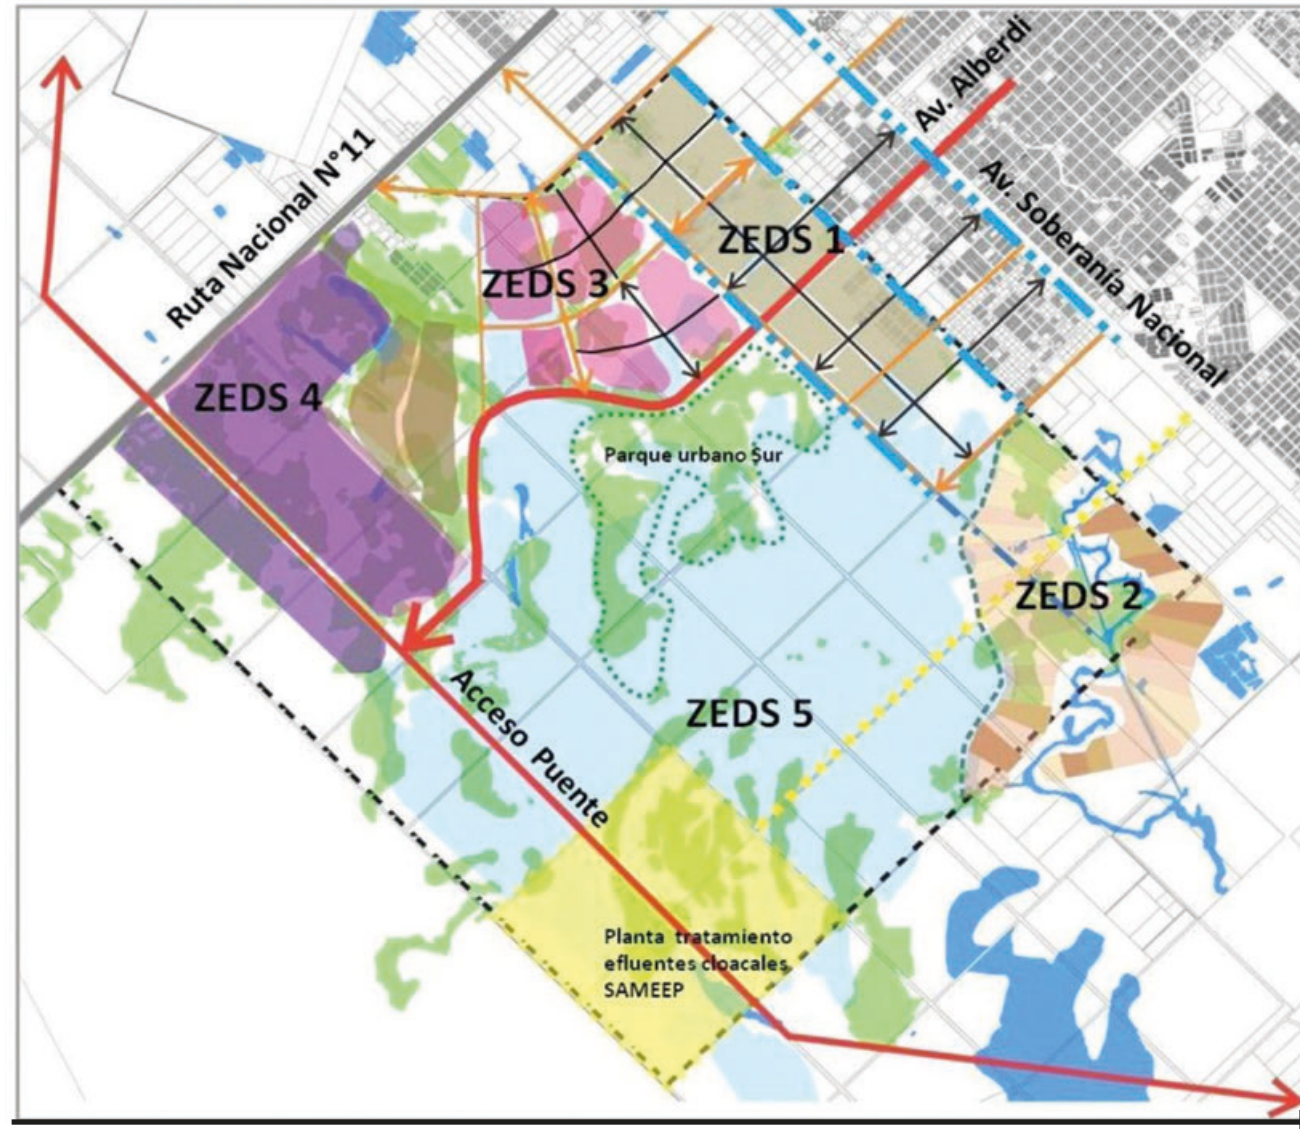 Av. Alberdi
Av. Soberanía Nacional
Ruta Nacional N°11
ZEDS 1
ZEDS 3
ZEDS 4
Parque urbano Sur
ZEDS 2
ZEDS 5
Acceso Puente
Planta tratamiento
efluentes cloacales
SAMEEP